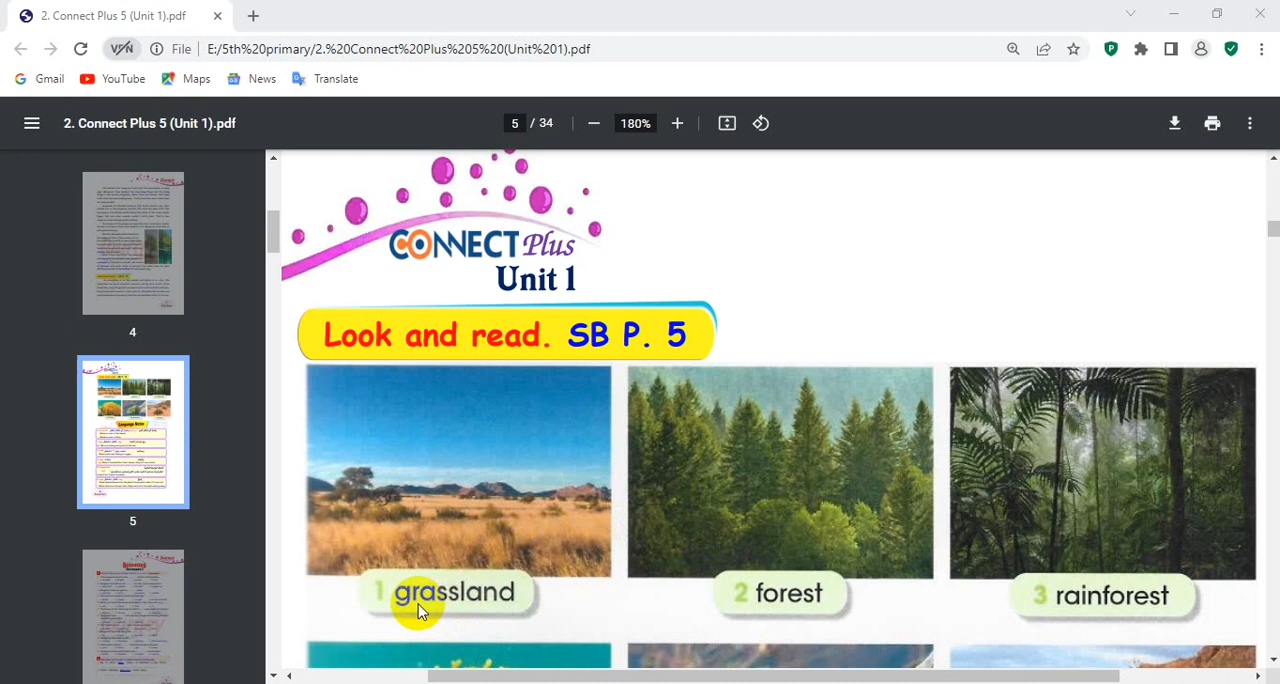 2. Connect Plus 5 (Unit 1).pdf
VPN File E:/5th%20primary/2.%20Connect%20Plus%205%20(Unit%201).pdf
Gmail YouTube Maps News Translate
2. Connect Plus 5 (Unit 1).pdf 5 / 34 180%
CONNECT Plus
Unit 1
Look and read. SB P. 5
1 grassland 2 forest 3 rainforest
4
5